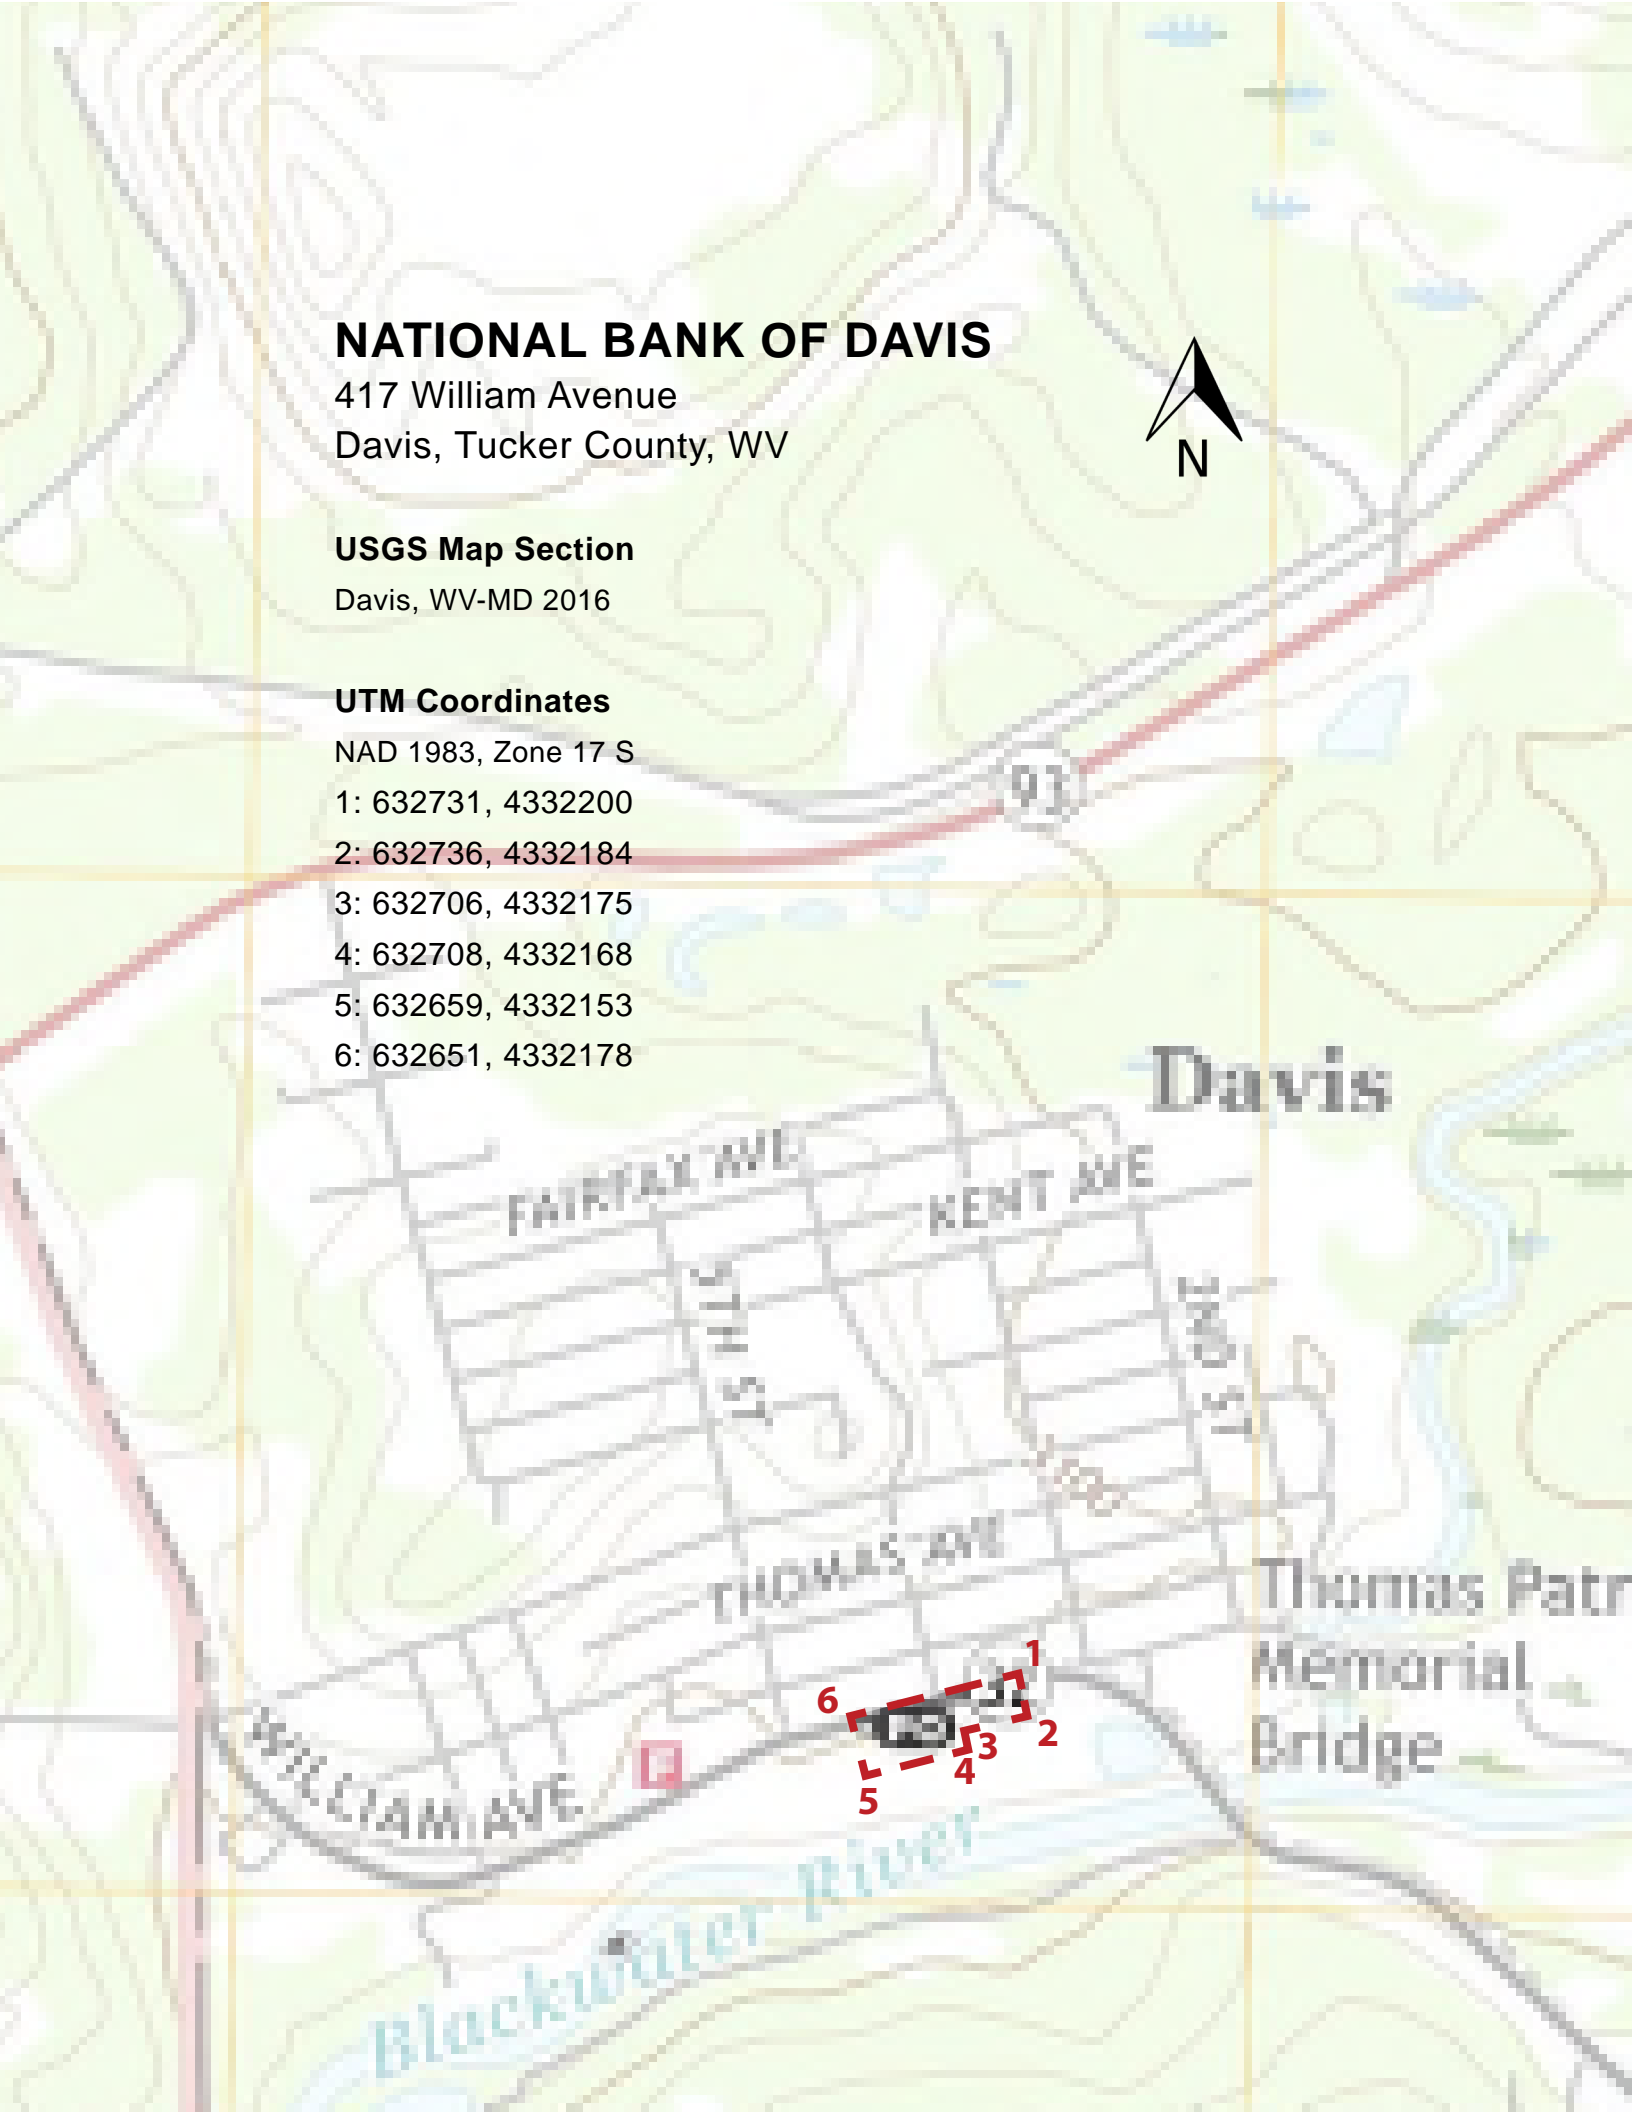 NATIONAL BANK OF DAVIS
417 William Avenue
Davis, Tucker County, WV
N
USGS Map Section
Davis, WV-MD 2016
UTM Coordinates
NAD 1983, Zone 17 S
1: 632731, 4332200
2: 632736, 4332184
3: 632706, 4332175
4: 632708, 4332168
5: 632659, 4332153
6: 632651, 4332178
93
Davis
FAIRFAX AVE
KENT AVE
5TH ST
THOMAS AVE
Thomas Patr
Memorial
Bridge
1
6
2
3
4
5
WILLIAM AVE
Blackwater River